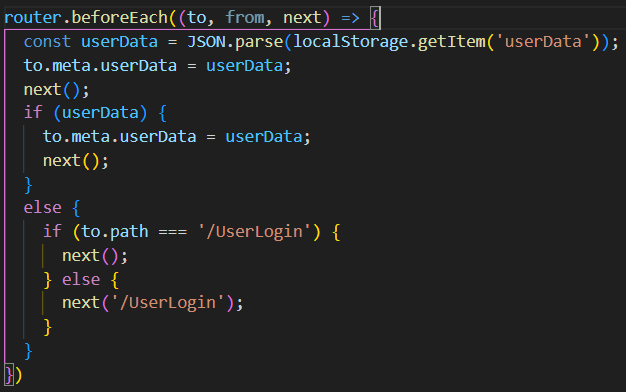 router.beforeEach((to, from, next) => {
  const userData = JSON.parse(localStorage.getItem('userData'));
  to.meta.userData = userData;
  next();
  if (userData) {
    to.meta.userData = userData;
    next();
  }
  else {
    if (to.path === '/UserLogin') {
      next();
    } else {
      next('/UserLogin');
    }
  }
})